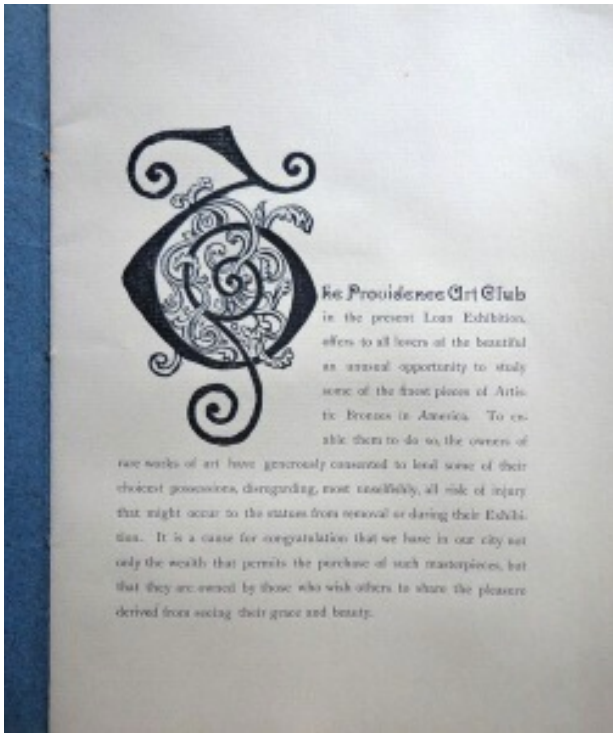 The Providence Art Club
in the present Loan Exhibition,
offers to all lovers of the beautiful
an unusual opportunity to study
some of the finest pieces of Artis-
tic Bronzes in America. To en-
able them to do so, the owners of
rare works of art have generously consented to lend some of their
choicest possessions, disregarding, most unselfishly, all risk of injury
that might occur to the statues from removal or during their Exhibi-
tion. It is a cause for congratulation that we have in our city not
only the wealth that permits the purchase of such masterpieces, but
that they are owned by those who wish others to share the pleasure
derived from seeing their grace and beauty.